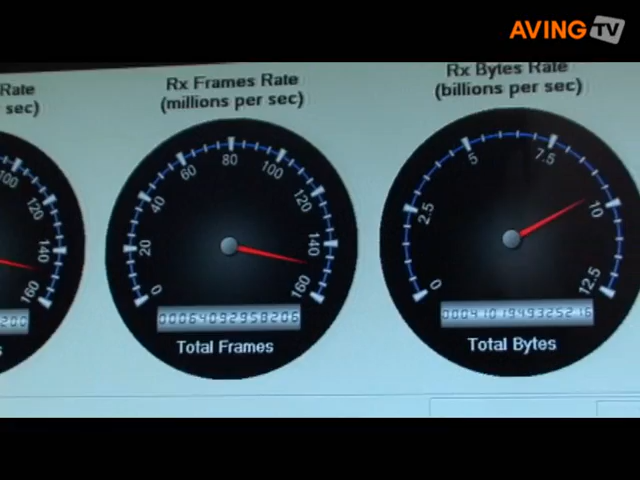 AVING TV
Rate
sec)
Rx Frames Rate
(millions per sec)
Rx Bytes Rate
(billions per sec)
100
120
140
160
0
20
40
60
80
100
120
140
160
0
2.5
5
7.5
10
12.5
200
Total Frames
Total Bytes